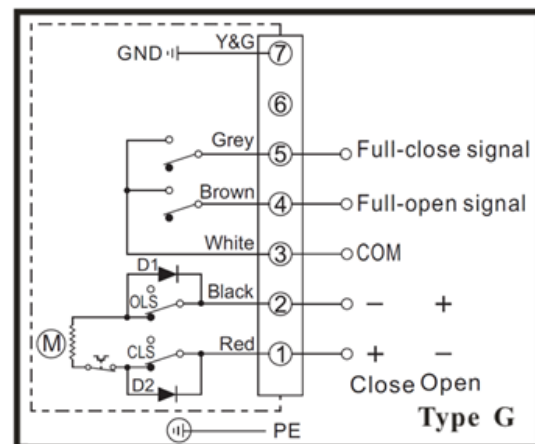 Y&G
GND 7
6
Grey 5 Full-close signal
Brown 4 Full-open signal
White 3 COM
D1
OLS Black 2 − +
M
CLS Red 1 + −
D2 Close Open
Type G
PE